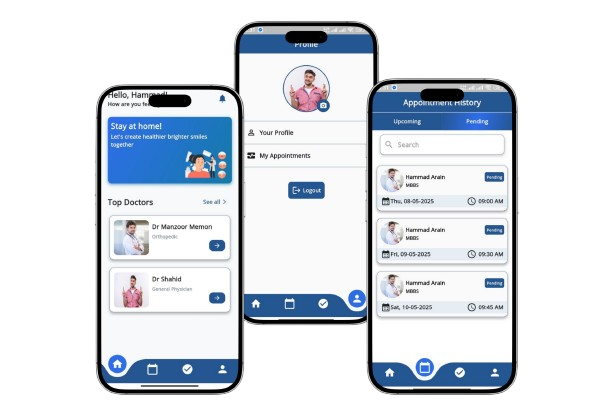 Hello, Hammad!
How are you fee
Stay at home!
Let's create healthier brighter smiles
together
Top Doctors
See all >
Dr Manzoor Memon
Orthopedic
Dr Shahid
General Physician
Profile
Your Profile
My Appointments
Logout
Appointment History
Upcoming
Pending
Search
Hammad Arain
Pending
MBBS
Thu, 08-05-2025
09:00 AM
Hammad Arain
Pending
MBBS
Fri, 09-05-2025
09:30 AM
Hammad Arain
Pending
MBBS
Sat, 10-05-2025
09:45 AM